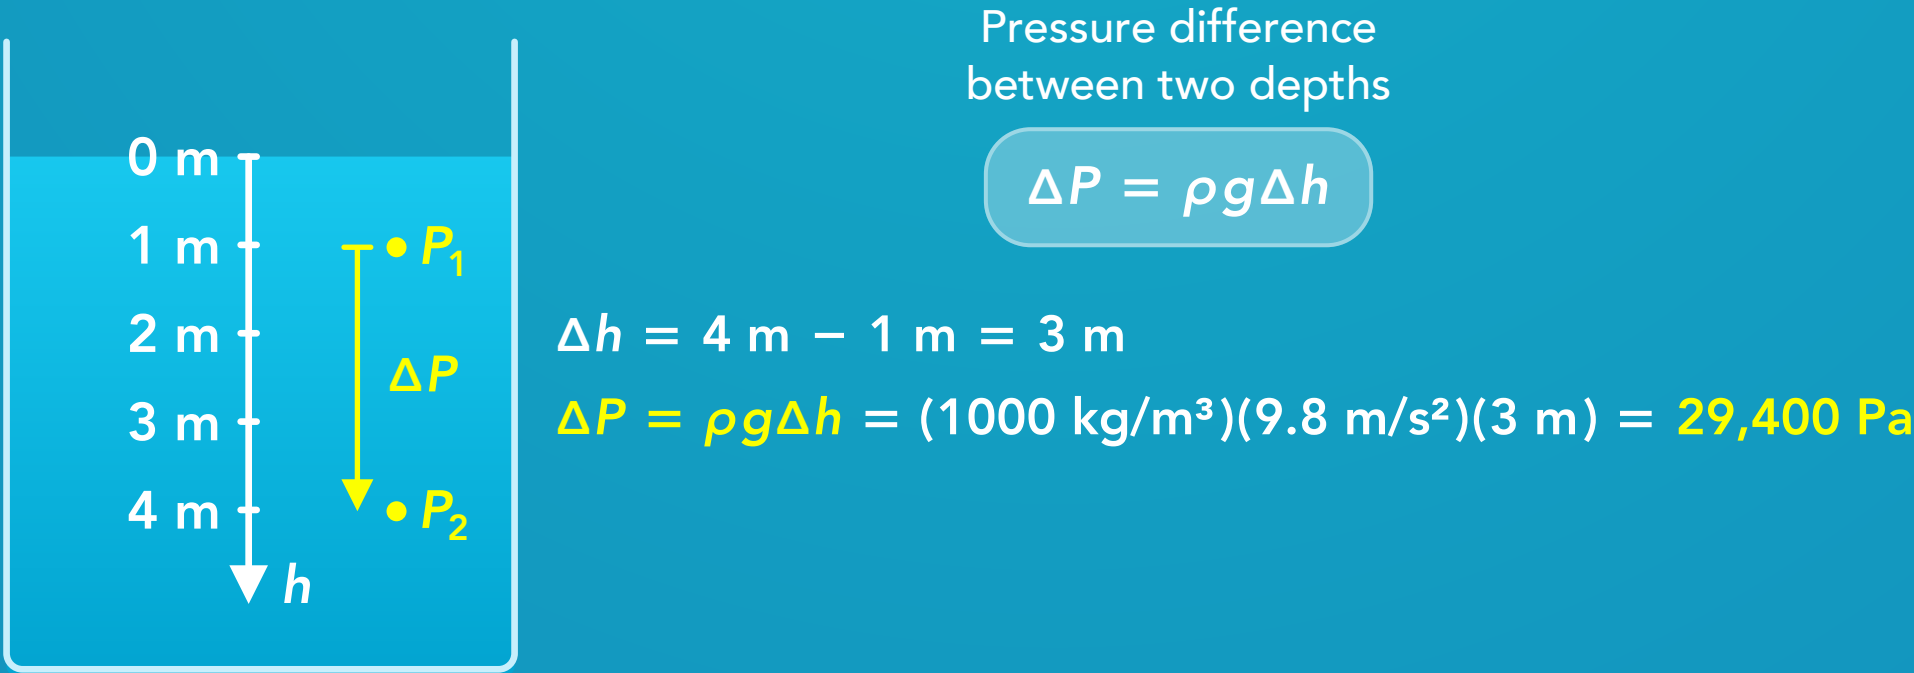 Pressure difference
between two depths
ΔP = ρgΔh
0 m
1 m
2 m
3 m
4 m
h
P₁
ΔP
P₂
Δh = 4 m − 1 m = 3 m
ΔP = ρgΔh = (1000 kg/m³)(9.8 m/s²)(3 m) = 29,400 Pa